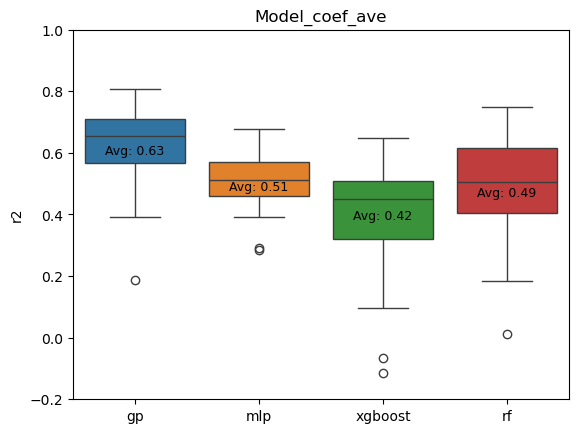 Model_coef_ave
1.0
0.8
0.6
0.4
0.2
0.0
−0.2
r2
Avg: 0.63
Avg: 0.51
Avg: 0.42
Avg: 0.49
gp
mlp
xgboost
rf